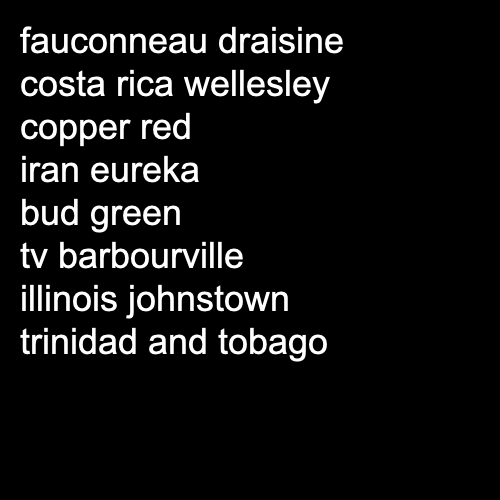 fauconneau draisine
costa rica wellesley
copper red
iran eureka
bud green
tv barbourville
illinois johnstown
trinidad and tobago